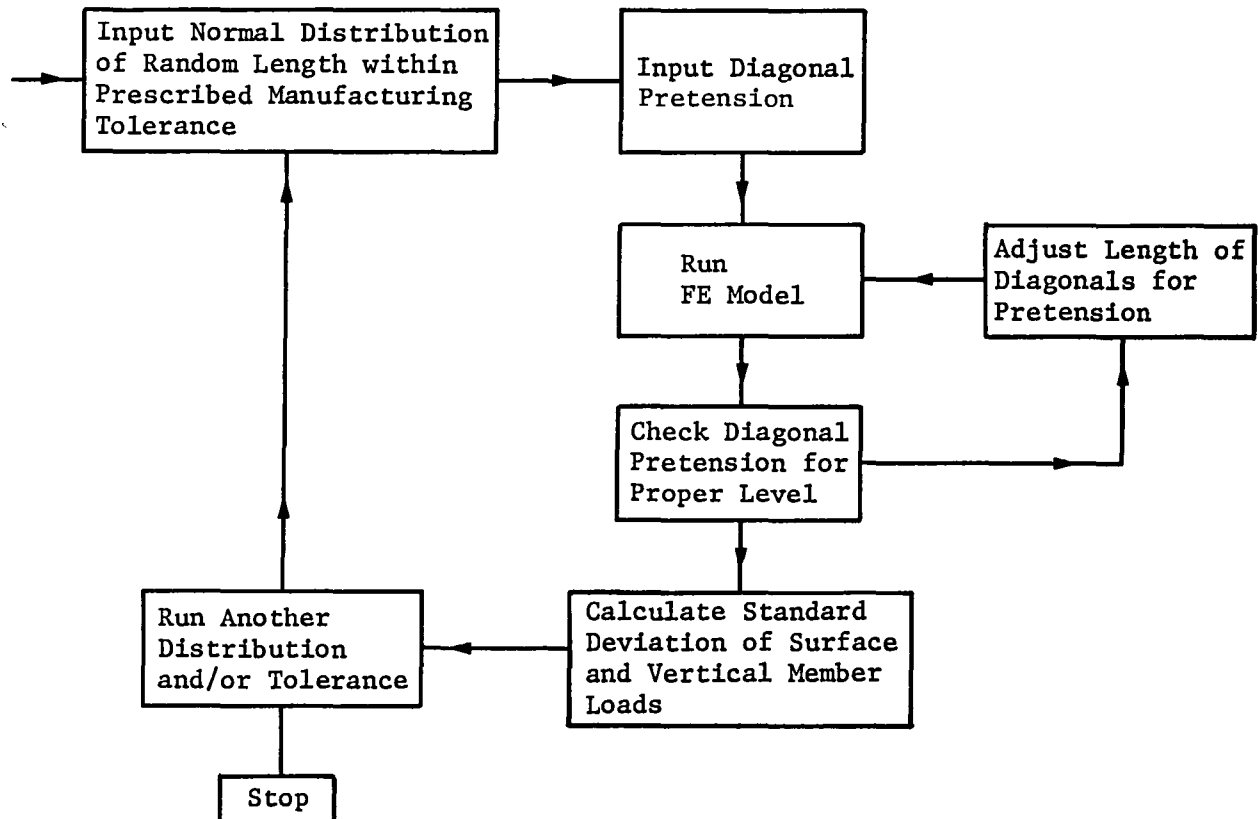 Input Normal Distribution
of Random Length within
Prescribed Manufacturing
Tolerance
Input Diagonal
Pretension
Run
FE Model
Adjust Length of
Diagonals for
Pretension
Check Diagonal
Pretension for
Proper Level
Calculate Standard
Deviation of Surface
and Vertical Member
Loads
Run Another
Distribution
and/or Tolerance
Stop